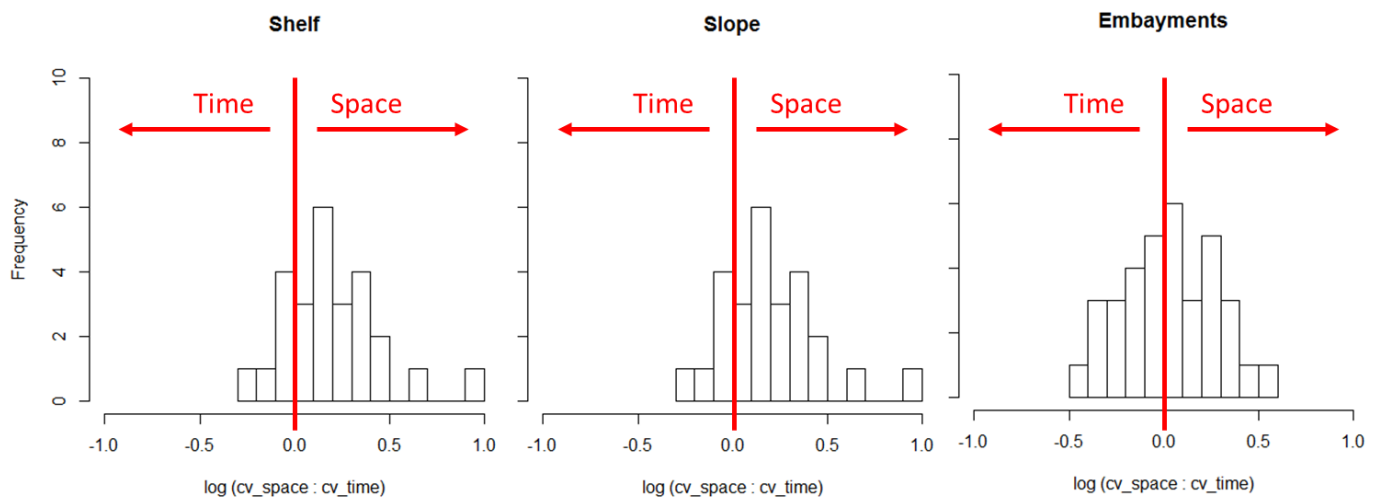 Shelf
Slope
Embayments
Time Space
Time Space
Time Space
Frequency
10
8
6
4
2
0
-1.0 -0.5 0.0 0.5 1.0
-1.0 -0.5 0.0 0.5 1.0
-1.0 -0.5 0.0 0.5 1.0
log (cv_space : cv_time)
log (cv_space : cv_time)
log (cv_space : cv_time)